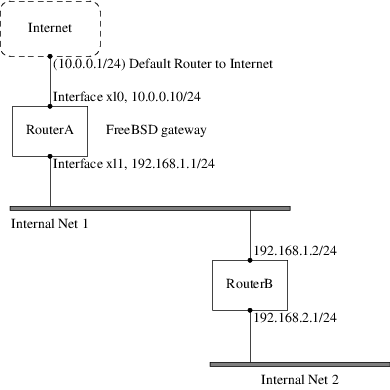 Internet
(10.0.0.1/24) Default Router to Internet
Interface xl0, 10.0.0.10/24
RouterA
FreeBSD gateway
Interface xl1, 192.168.1.1/24
Internal Net 1
192.168.1.2/24
RouterB
192.168.2.1/24
Internal Net 2